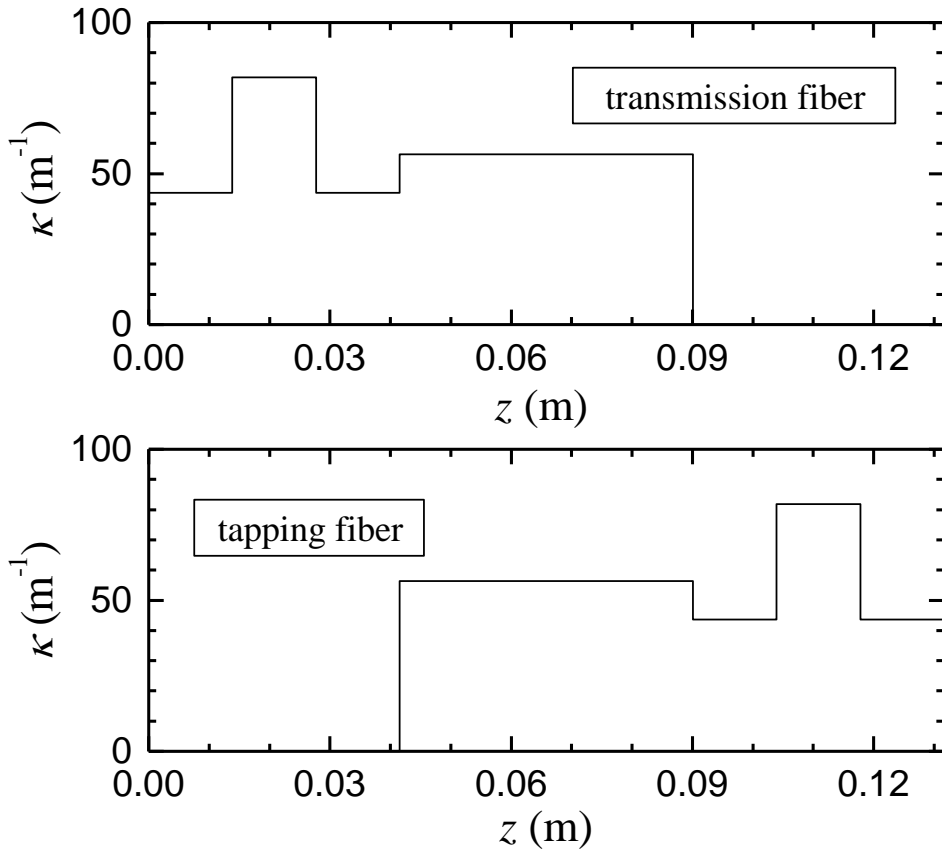 100
transmission fiber
κ (m⁻¹)
50
0
0.00 0.03 0.06 0.09 0.12
z (m)
100
tapping fiber
κ (m⁻¹)
50
0
0.00 0.03 0.06 0.09 0.12
z (m)